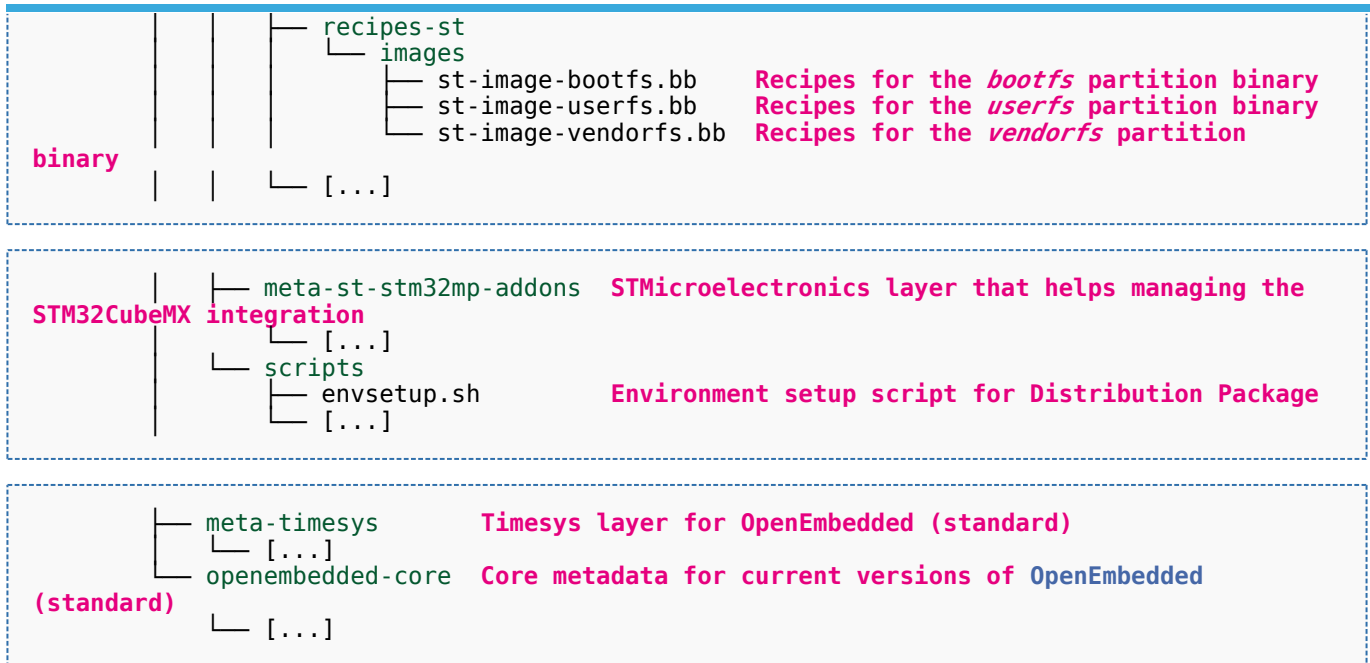 │   │   ├── recipes-st
│   │   │   └── images
│   │   │       ├── st-image-bootfs.bb    Recipes for the bootfs partition binary
│   │   │       ├── st-image-userfs.bb    Recipes for the userfs partition binary
│   │   │       └── st-image-vendorfs.bb  Recipes for the vendorfs partition
binary
│   │   └── [...]
│   ├── meta-st-stm32mp-addons  STMicroelectronics layer that helps managing the
STM32CubeMX integration
│   │   └── [...]
│   └── scripts
│       ├── envsetup.sh         Environment setup script for Distribution Package
│       └── [...]
├── meta-timesys       Timesys layer for OpenEmbedded (standard)
│   └── [...]
└── openembedded-core  Core metadata for current versions of OpenEmbedded
(standard)
    └── [...]